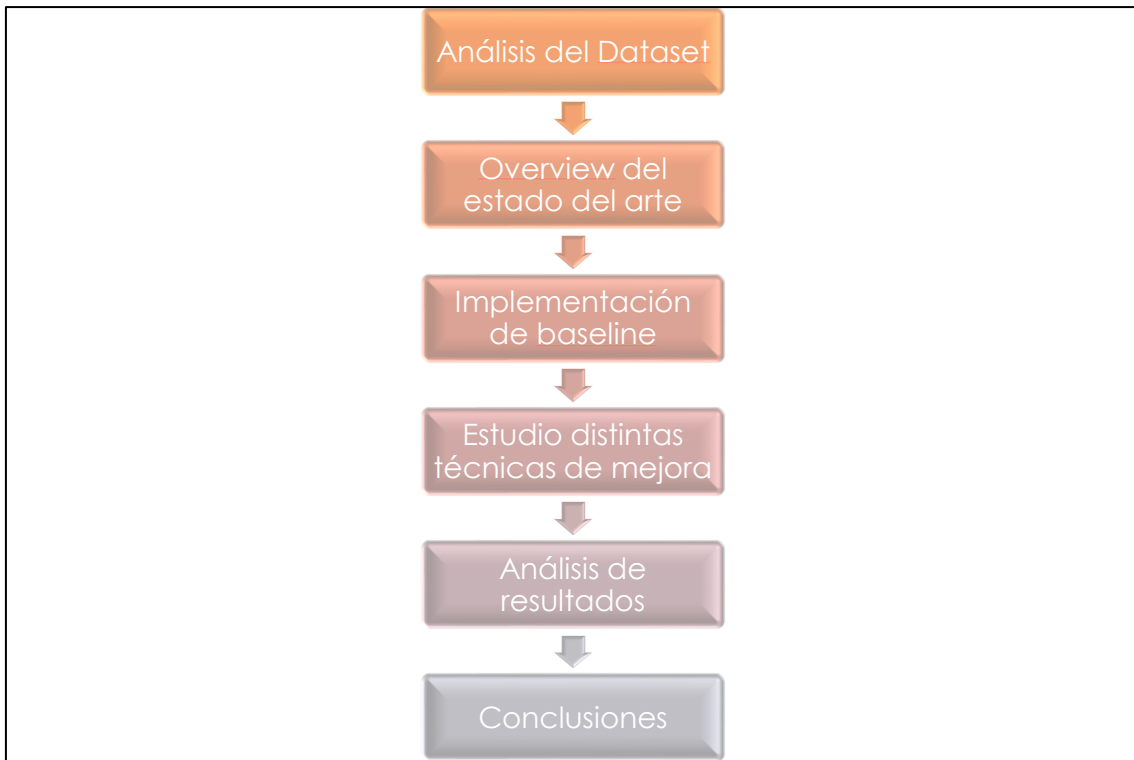 Análisis del Dataset
Overview del
estado del arte
Implementación
de baseline
Estudio distintas
técnicas de mejora
Análisis de
resultados
Conclusiones